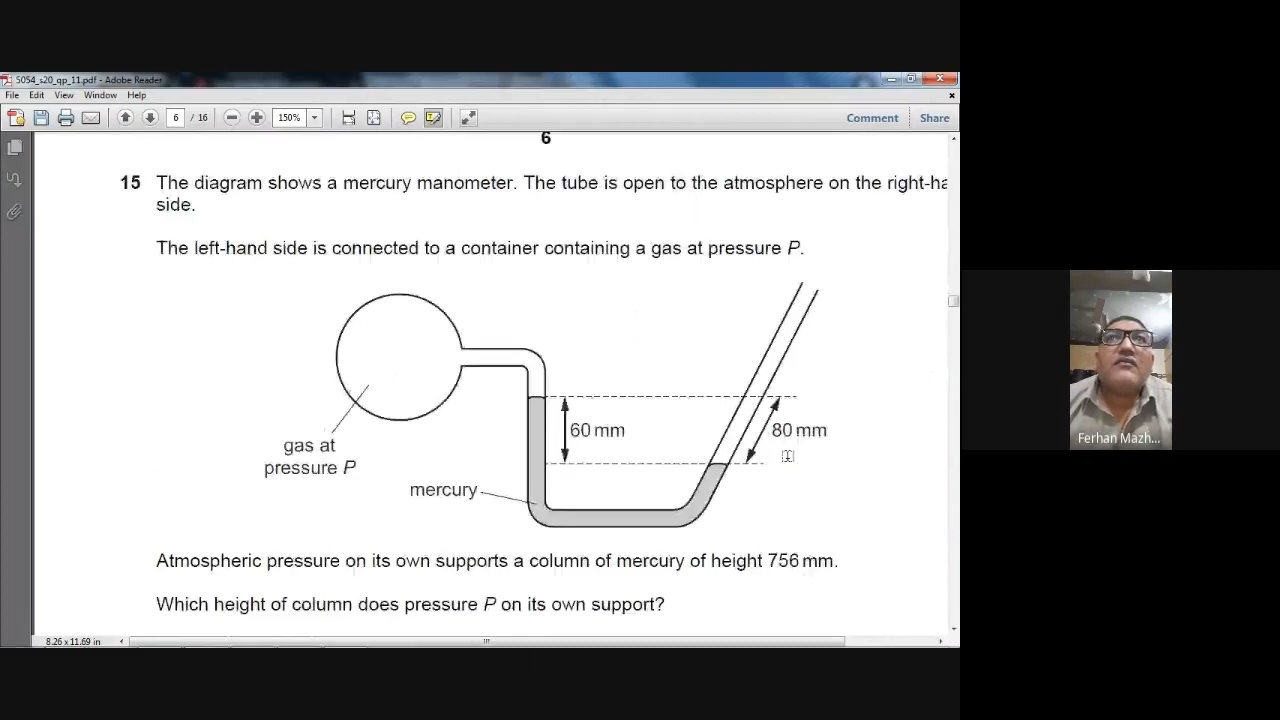 5054_s20_qp_11.pdf - Adobe Reader
File Edit View Window Help
6 / 16 150% Comment Share
6
15 The diagram shows a mercury manometer. The tube is open to the atmosphere on the right-ha
side.
The left-hand side is connected to a container containing a gas at pressure P.
60 mm
80 mm
gas at
pressure P
mercury
Atmospheric pressure on its own supports a column of mercury of height 756 mm.
Which height of column does pressure P on its own support?
8.26 x 11.69 in
Ferhan Mazh...